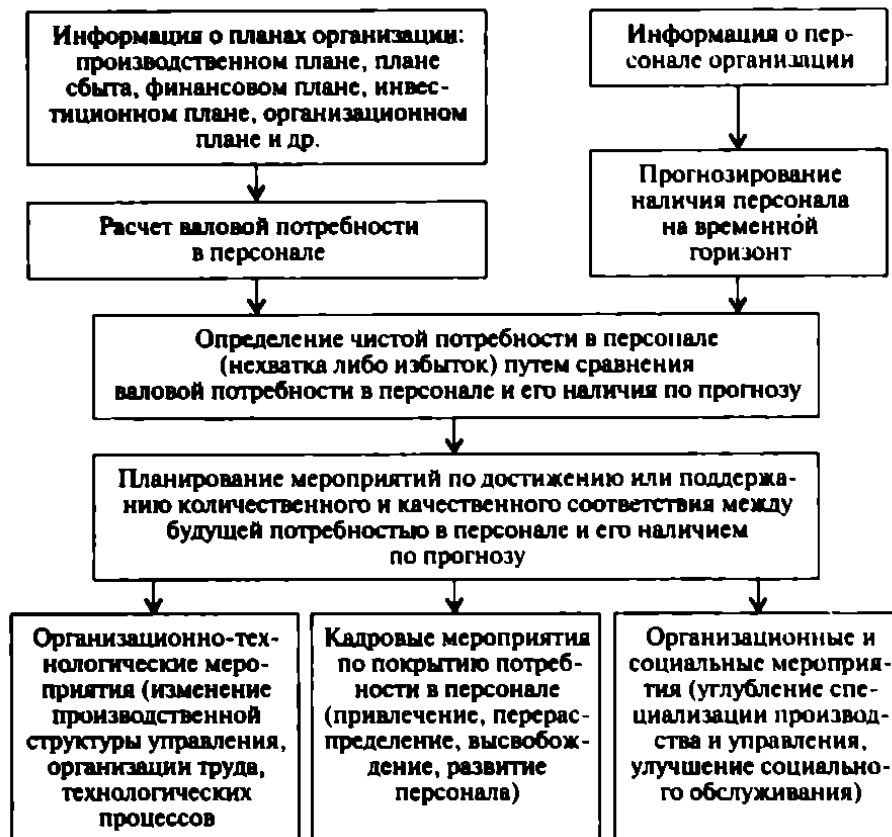 Информация о планах организации:
производственном плане, плане
сбыта, финансовом плане, инвес-
тиционном плане, организационном
плане и др.
Информация о пер-
сонале организации
Расчет валовой потребности
в персонале
Прогнозирование
наличия персонала
на временно́й
горизонт
Определение чистой потребности в персонале
(нехватка либо избыток) путем сравнения
валовой потребности в персонале и его наличия по прогнозу
Планирование мероприятий по достижению или поддержа-
нию количественного и качественного соответствия между
будущей потребностью в персонале и его наличием
по прогнозу
Организационно-тех-
нологические меро-
приятия (изменение
производственной
структуры управления,
организации труда,
технологических
процессов
Кадровые мероприятия
по покрытию потреб-
ности в персонале
(привлечение, перерас-
пределение, высвобож-
дение, развитие
персонала)
Организационные и
социальные мероприя-
тия (углубление спе-
циализации производ-
ства и управления,
улучшение социально-
го обслуживания)